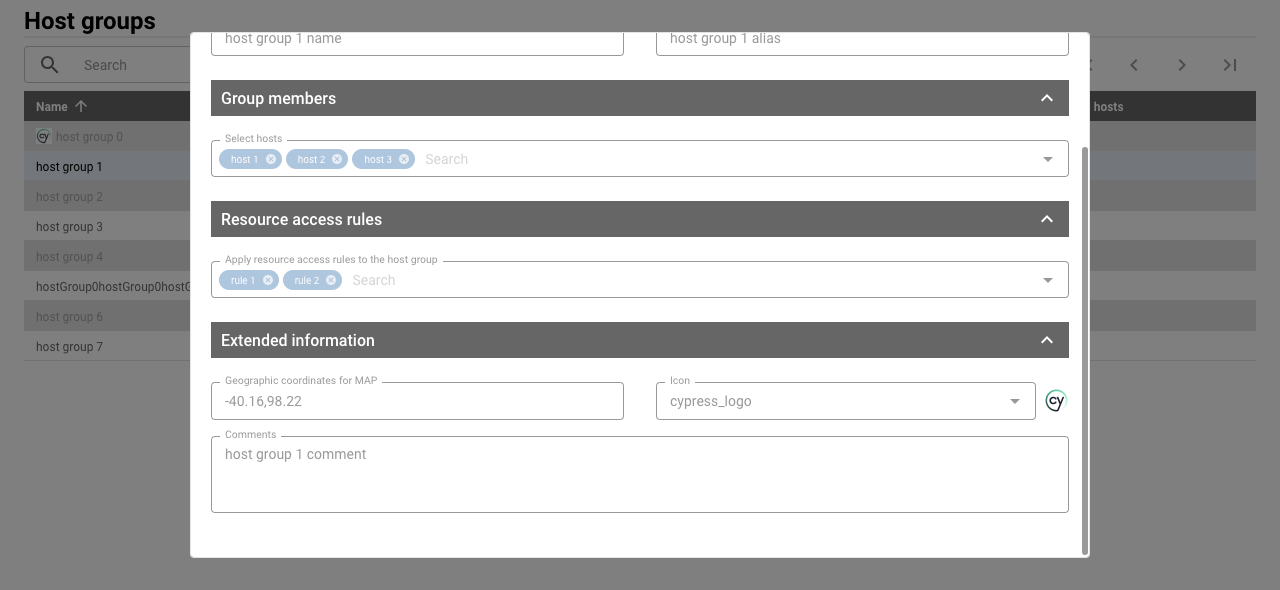 Host groups
Search
Name
hosts
host group 0
host group 1
host group 2
host group 3
host group 4
hostGroup0hostGroup0host
host group 6
host group 7
host group 1 name
host group 1 alias
Group members
Select hosts
host 1 host 2 host 3 Search
Resource access rules
Apply resource access rules to the host group
rule 1 rule 2 Search
Extended information
Geographic coordinates for MAP
-40.16,98.22
Icon
cypress_logo
cy
Comments
host group 1 comment